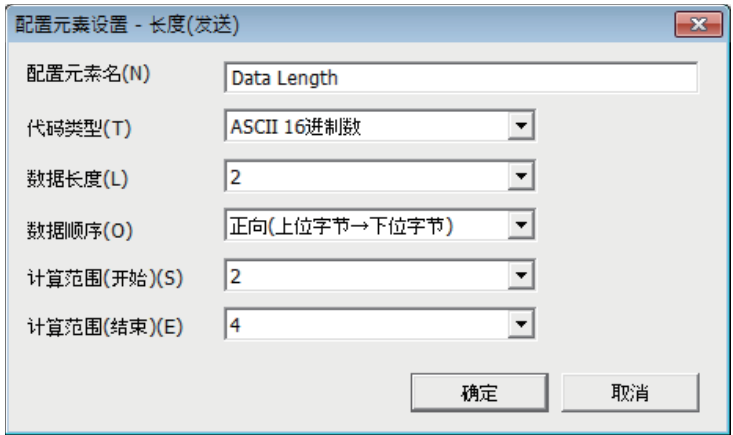 配置元素设置 - 长度(发送)
配置元素名(N) Data Length
代码类型(T) ASCII 16进制数
数据长度(L) 2
数据顺序(O) 正向(上位字节→下位字节)
计算范围(开始)(S) 2
计算范围(结束)(E) 4
确定 取消